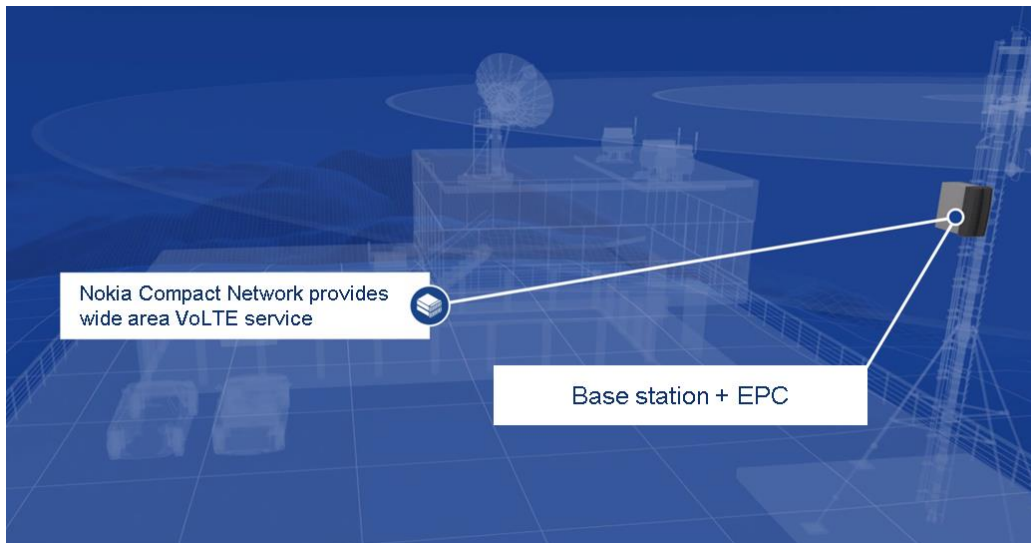 Nokia Compact Network provides
wide area VoLTE service
Base station + EPC